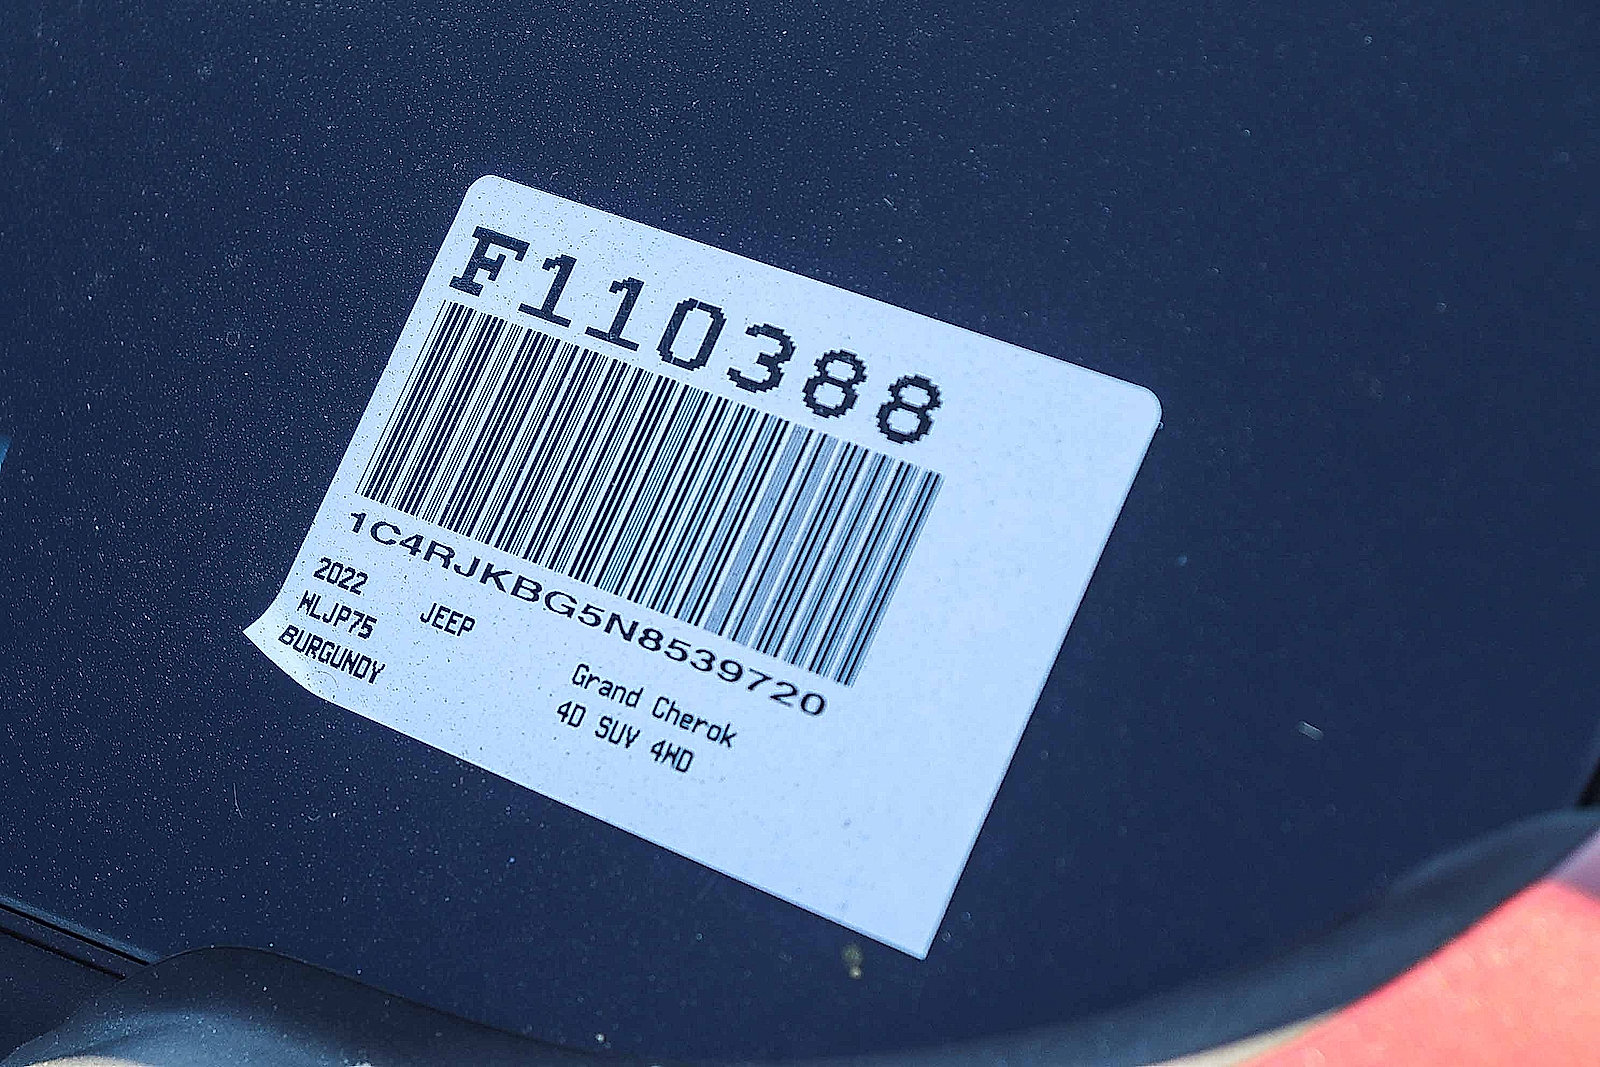 F110388
1C4RJKBG5N8539720
2022
WLJP75 JEEP
BURGUNDY
Grand Cherok
4D SUV 4WD